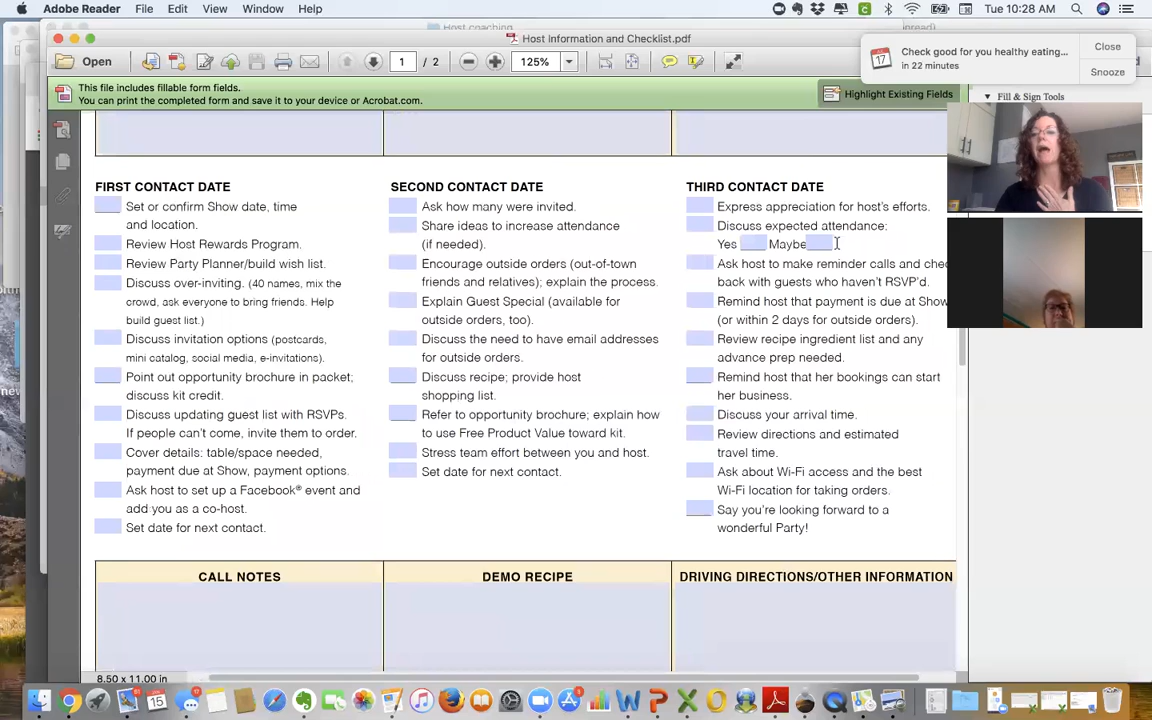 Adobe Reader File Edit View Window Help
Tue 10:28 AM
Host coaching
Host Information and Checklist.pdf
Open 1 / 2 125%
17 Check good for you healthy eating...
in 22 minutes
Close
Snooze
This file includes fillable form fields.
You can print the completed form and save it to your device or Acrobat.com.
Highlight Existing Fields
Fill & Sign Tools
FIRST CONTACT DATE
Set or confirm Show date, time
and location.
Review Host Rewards Program.
Review Party Planner/build wish list.
Discuss over-inviting. (40 names, mix the
crowd, ask everyone to bring friends. Help
build guest list.)
Discuss invitation options (postcards,
mini catalog, social media, e-invitations).
Point out opportunity brochure in packet;
discuss kit credit.
Discuss updating guest list with RSVPs.
If people can't come, invite them to order.
Cover details: table/space needed,
payment due at Show, payment options.
Ask host to set up a Facebook® event and
add you as a co-host.
Set date for next contact.
SECOND CONTACT DATE
Ask how many were invited.
Share ideas to increase attendance
(if needed).
Encourage outside orders (out-of-town
friends and relatives); explain the process.
Explain Guest Special (available for
outside orders, too).
Discuss the need to have email addresses
for outside orders.
Discuss recipe; provide host
shopping list.
Refer to opportunity brochure; explain how
to use Free Product Value toward kit.
Stress team effort between you and host.
Set date for next contact.
THIRD CONTACT DATE
Express appreciation for host's efforts.
Discuss expected attendance:
Yes Maybe
Ask host to make reminder calls and chec
back with guests who haven't RSVP'd.
Remind host that payment is due at Show
(or within 2 days for outside orders).
Review recipe ingredient list and any
advance prep needed.
Remind host that her bookings can start
her business.
Discuss your arrival time.
Review directions and estimated
travel time.
Ask about Wi-Fi access and the best
Wi-Fi location for taking orders.
Say you're looking forward to a
wonderful Party!
CALL NOTES
DEMO RECIPE
DRIVING DIRECTIONS/OTHER INFORMATION
8.50 x 11.00 in